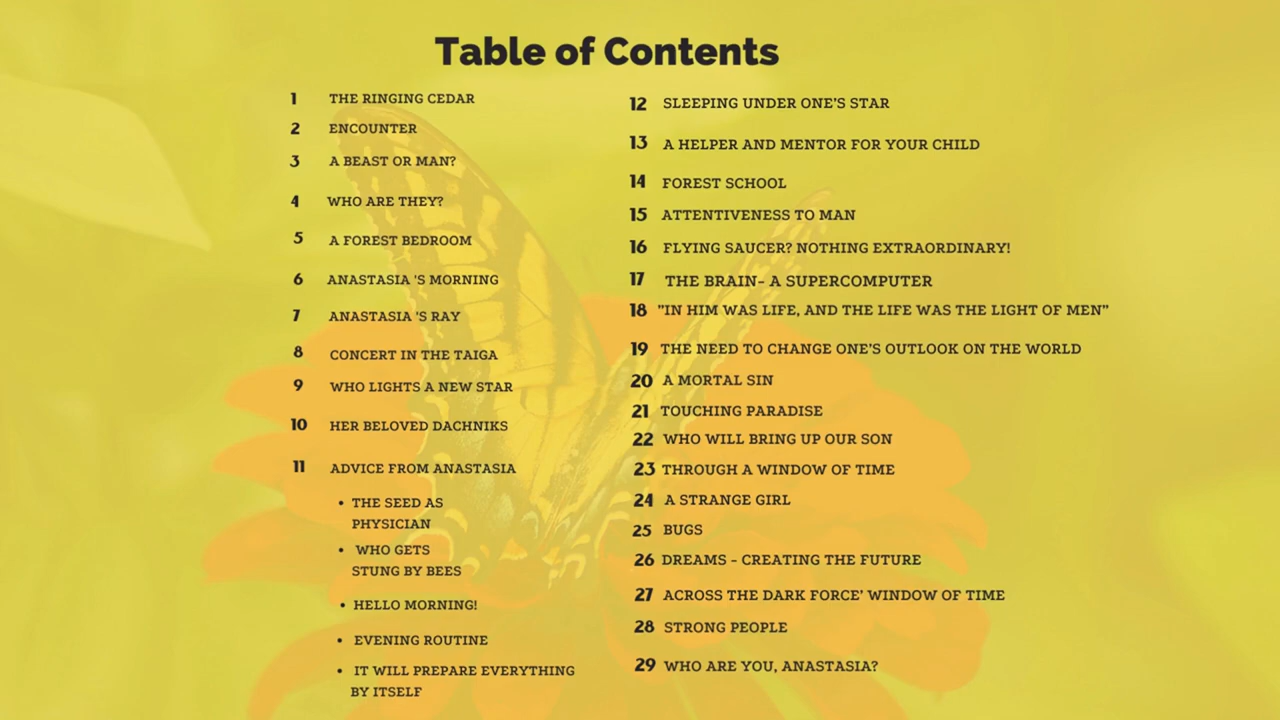 Table of Contents
1 THE RINGING CEDAR
2 ENCOUNTER
3 A BEAST OR MAN?
4 WHO ARE THEY?
5 A FOREST BEDROOM
6 ANASTASIA 'S MORNING
7 ANASTASIA 'S RAY
8 CONCERT IN THE TAIGA
9 WHO LIGHTS A NEW STAR
10 HER BELOVED DACHNIKS
11 ADVICE FROM ANASTASIA
• THE SEED AS
PHYSICIAN
• WHO GETS
STUNG BY BEES
• HELLO MORNING!
• EVENING ROUTINE
• IT WILL PREPARE EVERYTHING
BY ITSELF
12 SLEEPING UNDER ONE'S STAR
13 A HELPER AND MENTOR FOR YOUR CHILD
14 FOREST SCHOOL
15 ATTENTIVENESS TO MAN
16 FLYING SAUCER? NOTHING EXTRAORDINARY!
17 THE BRAIN- A SUPERCOMPUTER
18 "IN HIM WAS LIFE, AND THE LIFE WAS THE LIGHT OF MEN"
19 THE NEED TO CHANGE ONE'S OUTLOOK ON THE WORLD
20 A MORTAL SIN
21 TOUCHING PARADISE
22 WHO WILL BRING UP OUR SON
23 THROUGH A WINDOW OF TIME
24 A STRANGE GIRL
25 BUGS
26 DREAMS - CREATING THE FUTURE
27 ACROSS THE DARK FORCE' WINDOW OF TIME
28 STRONG PEOPLE
29 WHO ARE YOU, ANASTASIA?